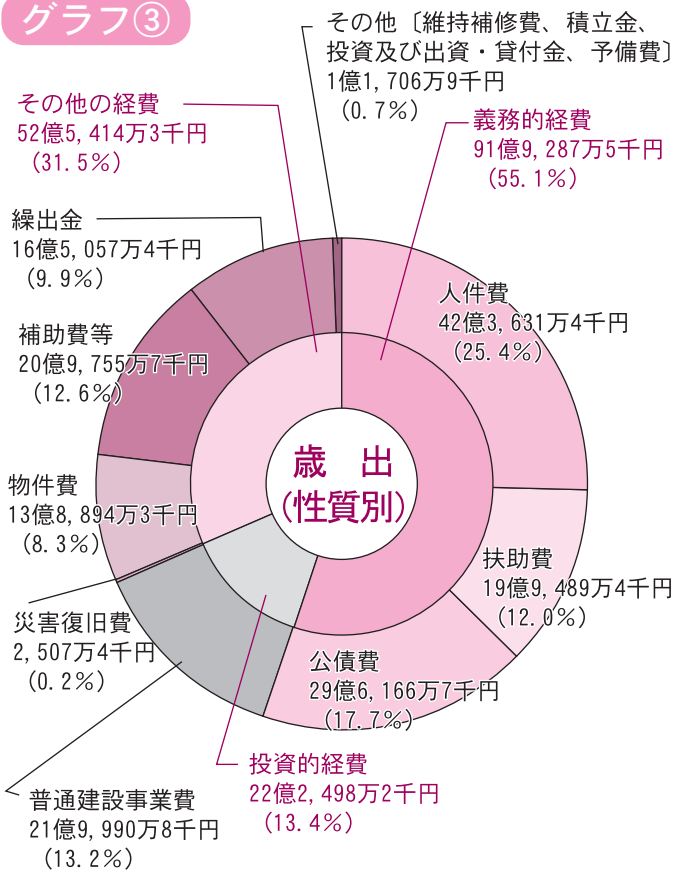 グラフ③
その他〔維持補修費、積立金、
投資及び出資・貸付金、予備費〕
1億1,706万9千円
(0.7%)
その他の経費
52億5,414万3千円
(31.5%)
義務的経費
91億9,287万5千円
(55.1%)
繰出金
16億5,057万4千円
(9.9%)
人件費
42億3,631万4千円
(25.4%)
補助費等
20億9,755万7千円
(12.6%)
歳出
(性質別)
物件費
13億8,894万3千円
(8.3%)
扶助費
19億9,489万4千円
(12.0%)
災害復旧費
2,507万4千円
(0.2%)
公債費
29億6,166万7千円
(17.7%)
投資的経費
22億2,498万2千円
(13.4%)
普通建設事業費
21億9,990万8千円
(13.2%)